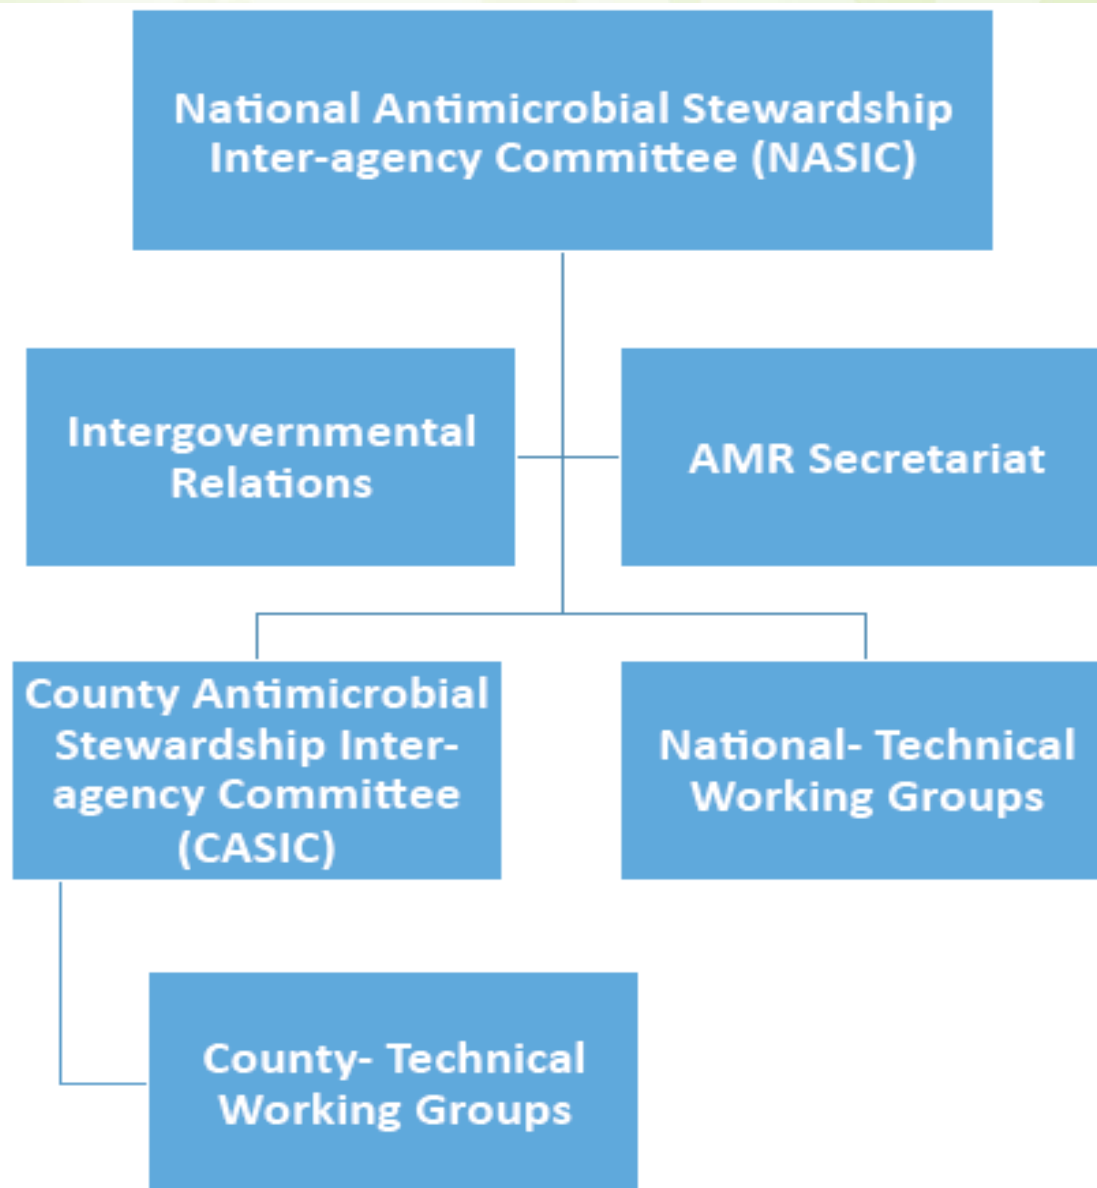 National Antimicrobial Stewardship
Inter-agency Committee (NASIC)
Intergovernmental
Relations
AMR Secretariat
County Antimicrobial
Stewardship Inter-
agency Committee
(CASIC)
National- Technical
Working Groups
County- Technical
Working Groups